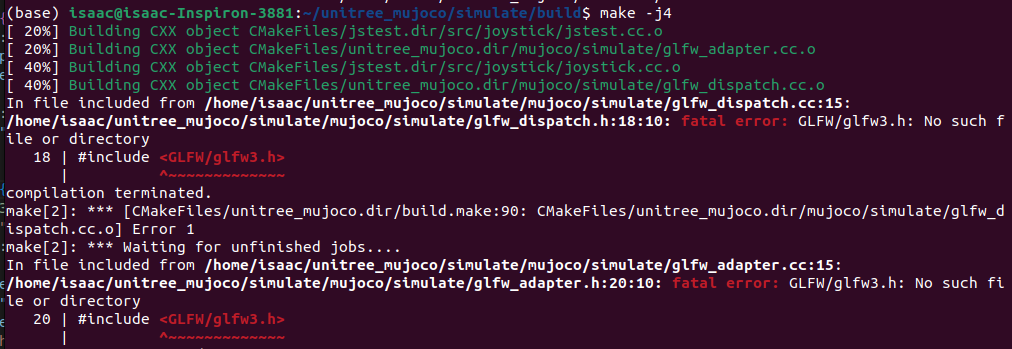 (base) isaac@isaac-Inspiron-3881:~/unitree_mujoco/simulate/build$ make -j4
[ 20%] Building CXX object CMakeFiles/jstest.dir/src/joystick/jstest.cc.o
[ 20%] Building CXX object CMakeFiles/unitree_mujoco.dir/mujoco/simulate/glfw_adapter.cc.o
[ 40%] Building CXX object CMakeFiles/jstest.dir/src/joystick/joystick.cc.o
[ 40%] Building CXX object CMakeFiles/unitree_mujoco.dir/mujoco/simulate/glfw_dispatch.cc.o
In file included from /home/isaac/unitree_mujoco/simulate/mujoco/simulate/glfw_dispatch.cc:15:
/home/isaac/unitree_mujoco/simulate/mujoco/simulate/glfw_dispatch.h:18:10: fatal error: GLFW/glfw3.h: No such f
ile or directory
   18 | #include <GLFW/glfw3.h>
      |          ^~~~~~~~~~~~~~
compilation terminated.
make[2]: *** [CMakeFiles/unitree_mujoco.dir/build.make:90: CMakeFiles/unitree_mujoco.dir/mujoco/simulate/glfw_d
ispatch.cc.o] Error 1
make[2]: *** Waiting for unfinished jobs....
In file included from /home/isaac/unitree_mujoco/simulate/mujoco/simulate/glfw_adapter.cc:15:
/home/isaac/unitree_mujoco/simulate/mujoco/simulate/glfw_adapter.h:20:10: fatal error: GLFW/glfw3.h: No such fi
le or directory
   20 | #include <GLFW/glfw3.h>
      |          ^~~~~~~~~~~~~~